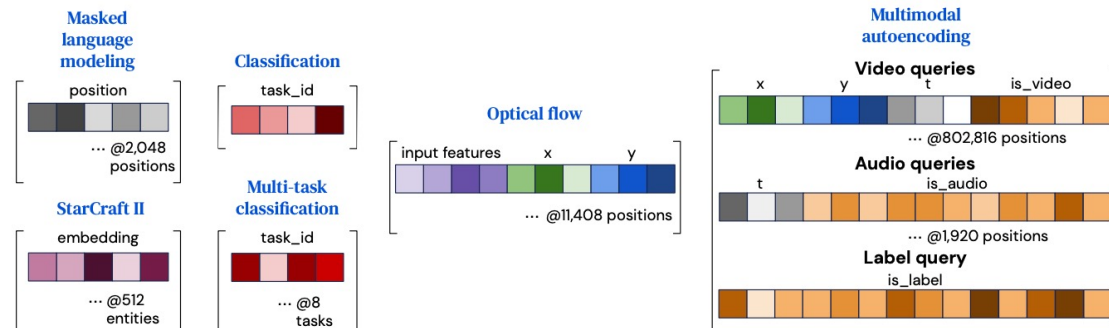 Masked
language
modeling
position
... @2,048
positions
StarCraft II
embedding
... @512
entities
Classification
task_id
Multi-task
classification
task_id
... @8
tasks
Optical flow
input features x y
... @11,408 positions
Multimodal
autoencoding
Video queries
x y t is_video
... @802,816 positions
Audio queries
t is_audio
... @1,920 positions
Label query
is_label